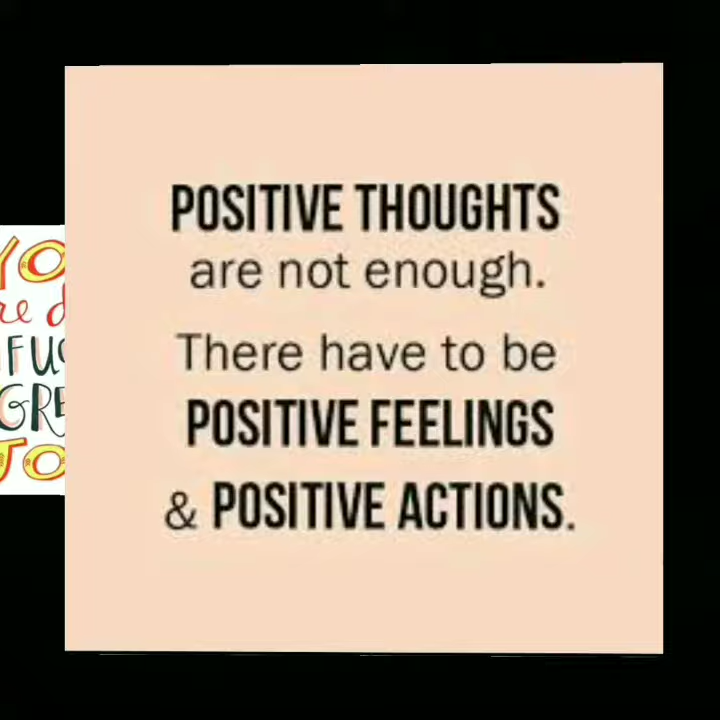 POSITIVE THOUGHTS
are not enough.
There have to be
POSITIVE FEELINGS
& POSITIVE ACTIONS.